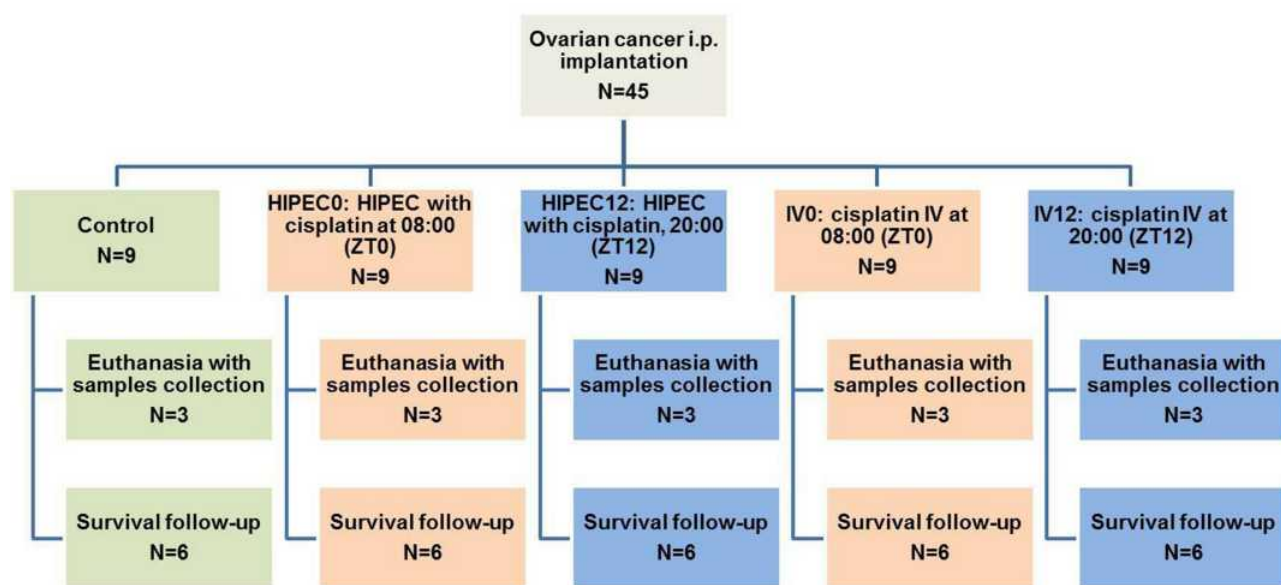 Ovarian cancer i.p.
implantation
N=45
Control
N=9
HIPEC0: HIPEC with
cisplatin at 08:00
(ZT0)
N=9
HIPEC12: HIPEC
with cisplatin, 20:00
(ZT12)
N=9
IV0: cisplatin IV at
08:00 (ZT0)
N=9
IV12: cisplatin IV at
20:00 (ZT12)
N=9
Euthanasia with
samples collection
N=3
Euthanasia with
samples collection
N=3
Euthanasia with
samples collection
N=3
Euthanasia with
samples collection
N=3
Euthanasia with
samples collection
N=3
Survival follow-up
N=6
Survival follow-up
N=6
Survival follow-up
N=6
Survival follow-up
N=6
Survival follow-up
N=6